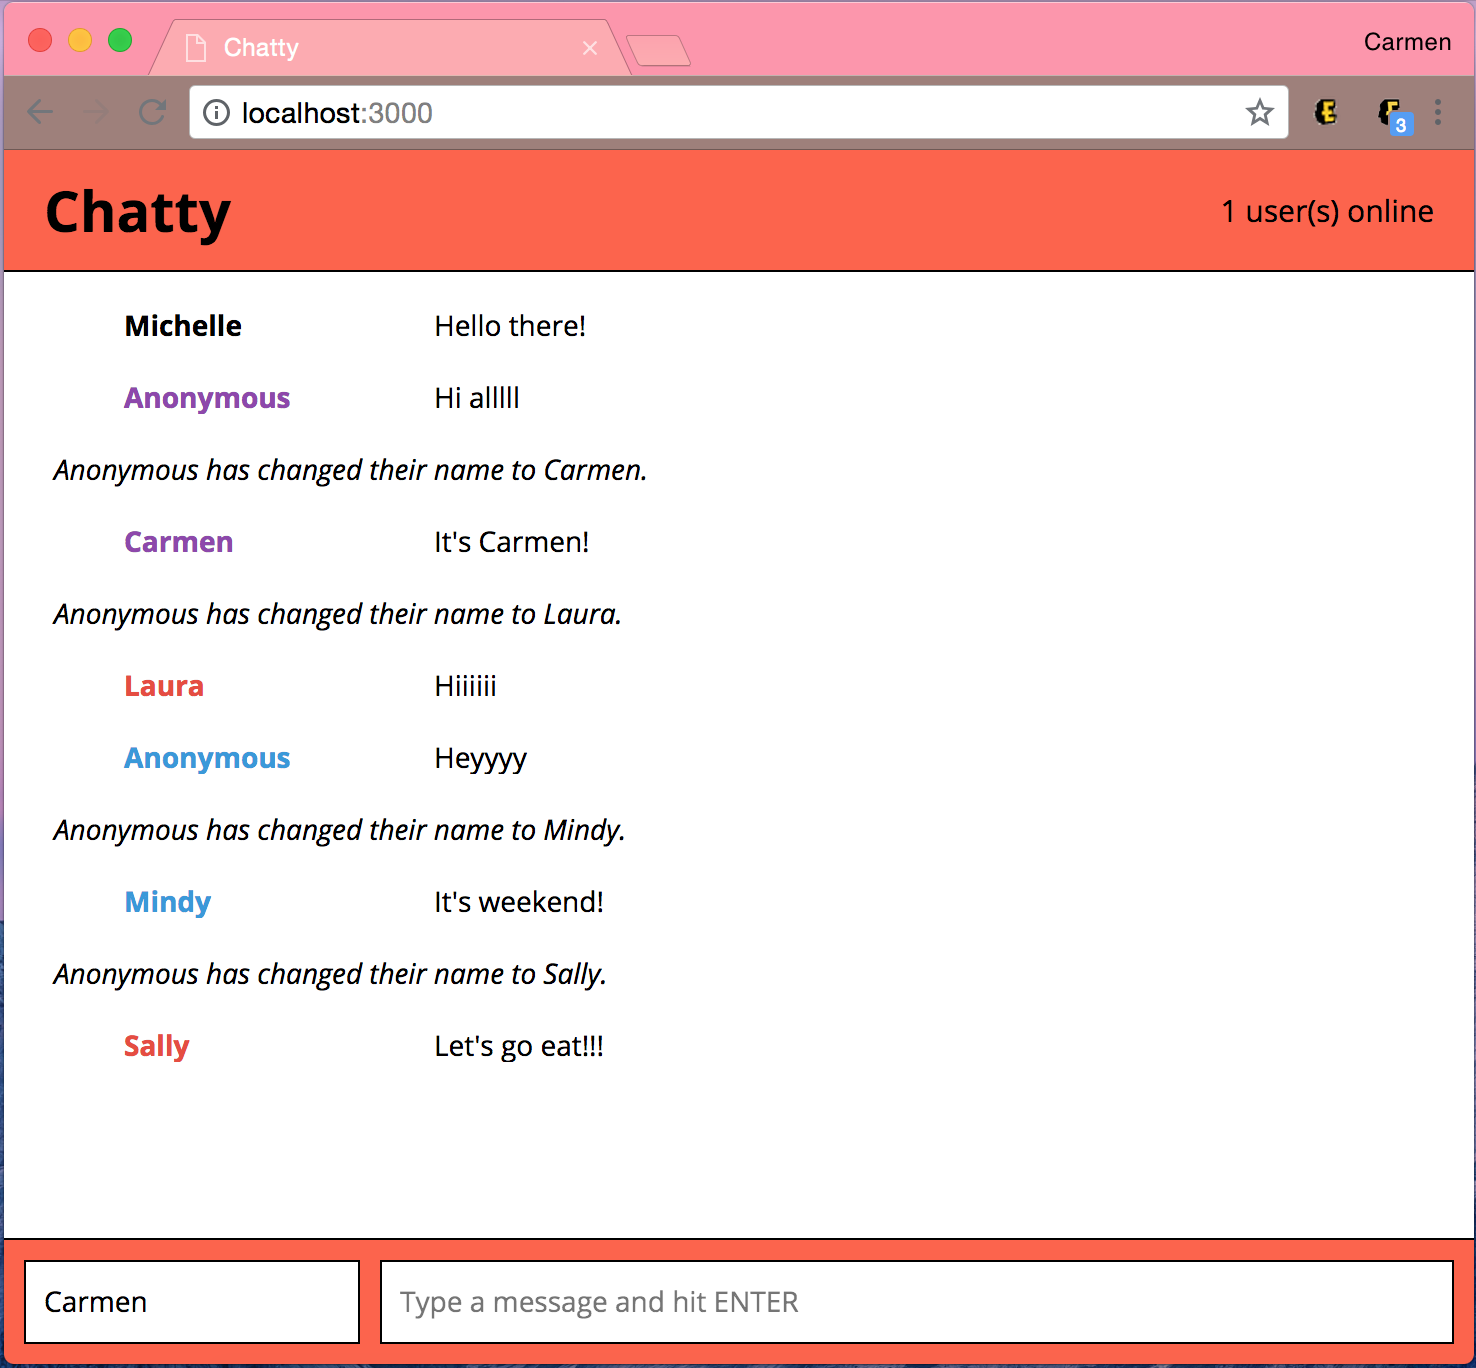 Chatty
Carmen
localhost:3000
3
Chatty
1 user(s) online
Michelle Hello there!
Anonymous Hi alllll
Anonymous has changed their name to Carmen.
Carmen It's Carmen!
Anonymous has changed their name to Laura.
Laura Hiiiiii
Anonymous Heyyyy
Anonymous has changed their name to Mindy.
Mindy It's weekend!
Anonymous has changed their name to Sally.
Sally Let's go eat!!!
Carmen Type a message and hit ENTER